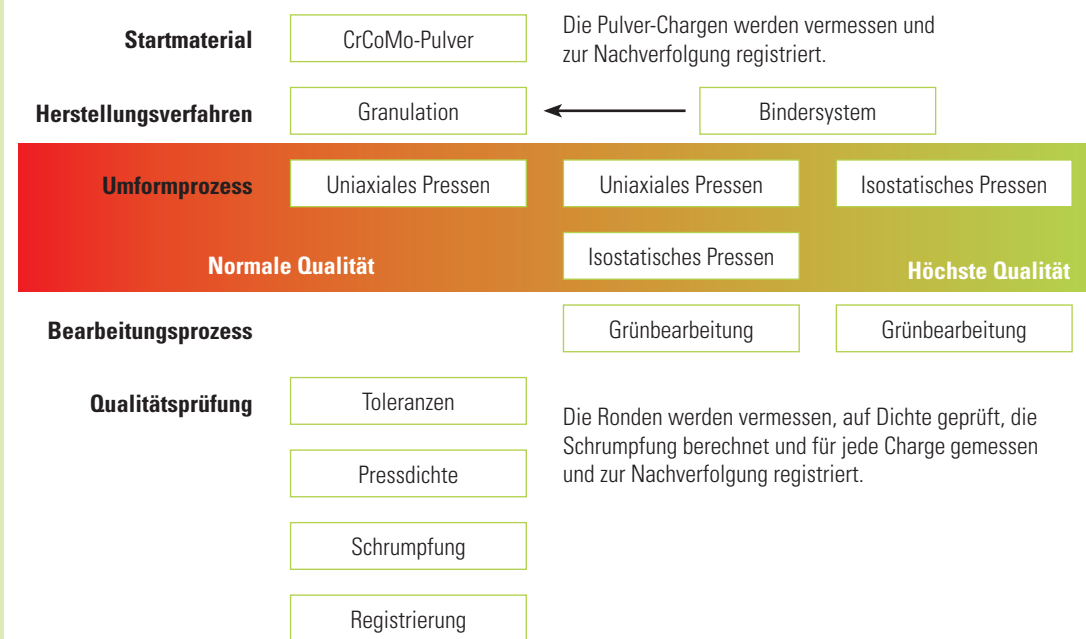 Startmaterial
CrCoMo-Pulver
Die Pulver-Chargen werden vermessen und
zur Nachverfolgung registriert.
Herstellungsverfahren
Granulation
Bindersystem
Umformprozess
Uniaxiales Pressen
Uniaxiales Pressen
Isostatisches Pressen
Normale Qualität
Isostatisches Pressen
Höchste Qualität
Bearbeitungsprozess
Grünbearbeitung
Grünbearbeitung
Qualitätsprüfung
Toleranzen
Die Ronden werden vermessen, auf Dichte geprüft, die
Schrumpfung berechnet und für jede Charge gemessen
und zur Nachverfolgung registriert.
Pressdichte
Schrumpfung
Registrierung